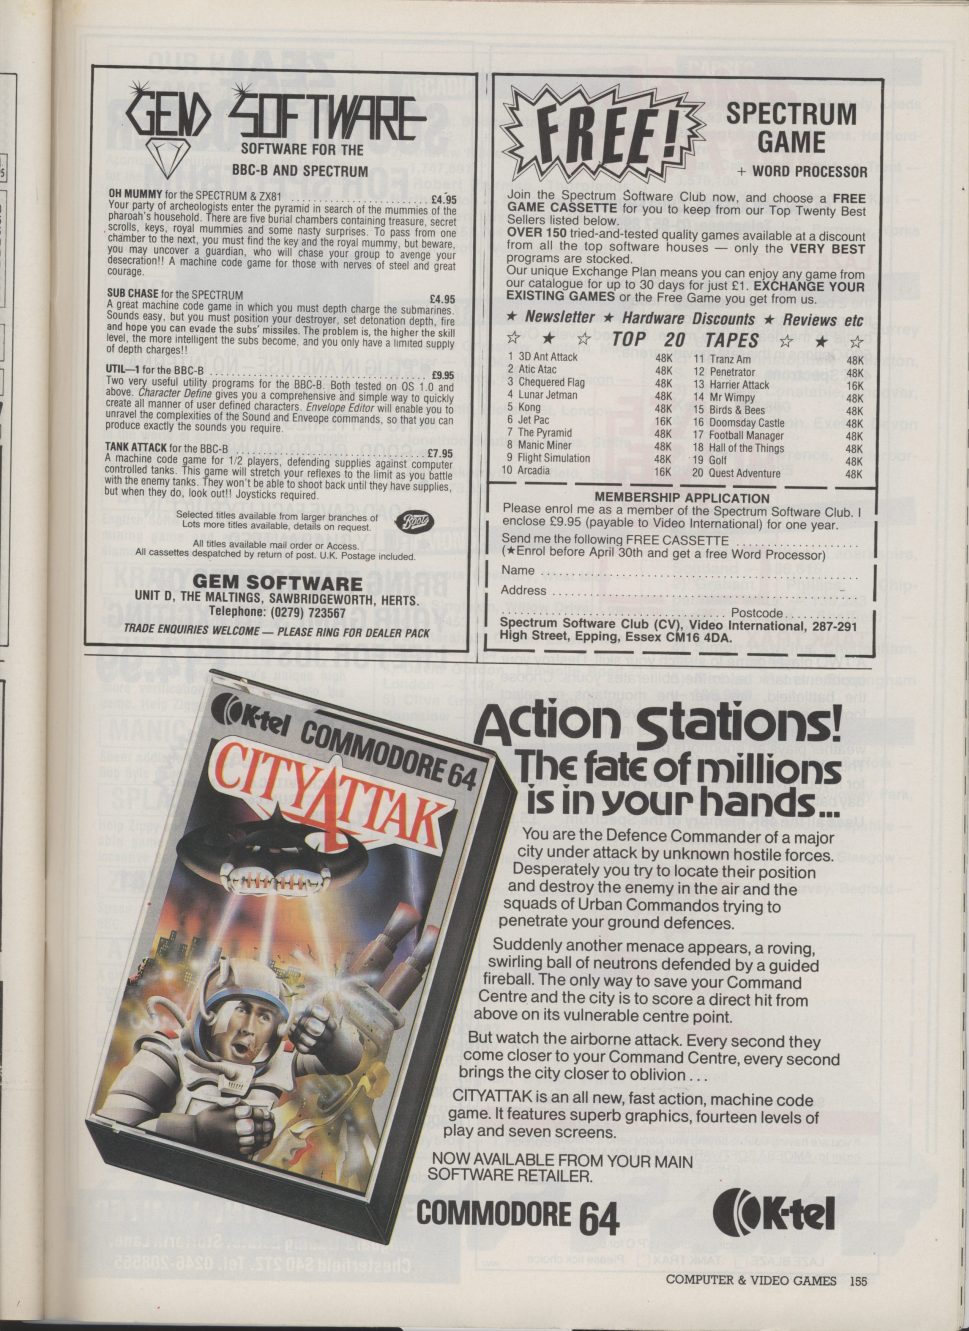 GEM SOFTWARE
SOFTWARE FOR THE
BBC-B AND SPECTRUM
OH MUMMY for the SPECTRUM & ZX81 .................... £4.95
Your party of archeologists enter the pyramid in search of the mummies of the
pharoah's household. There are five burial chambers containing treasure, secret
scrolls, keys, royal mummies and some nasty surprises. To pass from one
chamber to the next, you must find the key and the royal mummy, but beware,
you may uncover a guardian, who will chase your group to avenge your
desecration!! A machine code game for those with nerves of steel and great
courage.
SUB CHASE for the SPECTRUM £4.95
A great machine code game in which you must depth charge the submarines.
Sounds easy, but you must position your destroyer, set detonation depth, fire
and hope you can evade the subs' missiles. The problem is, the higher the skill
level, the more intelligent the subs become, and you only have a limited supply
of depth charges!!
UTIL—1 for the BBC-B .................... £9.95
Two very useful utility programs for the BBC-B. Both tested on OS 1.0 and
above. Character Define gives you a comprehensive and simple way to quickly
create all manner of user defined characters. Envelope Editor will enable you to
unravel the complexities of the Sound and Enveope commands, so that you can
produce exactly the sounds you require.
TANK ATTACK for the BBC-B .................... £7.95
A machine code game for 1/2 players, defending supplies against computer
controlled tanks. This game will stretch your reflexes to the limit as you battle
with the enemy tanks. They won't be able to shoot back until they have supplies,
but when they do, look out!! Joysticks required.
Selected titles available from larger branches of Boots
Lots more titles available, details on request.
All titles available mail order or Access.
All cassettes despatched by return of post. U.K. Postage included.
GEM SOFTWARE
UNIT D, THE MALTINGS, SAWBRIDGEWORTH, HERTS.
Telephone: (0279) 723567
TRADE ENQUIRIES WELCOME — PLEASE RING FOR DEALER PACK
FREE!
SPECTRUM
GAME
+ WORD PROCESSOR
Join the Spectrum Software Club now, and choose a FREE
GAME CASSETTE for you to keep from our Top Twenty Best
Sellers listed below.
OVER 150 tried-and-tested quality games available at a discount
from all the top software houses — only the VERY BEST
programs are stocked.
Our unique Exchange Plan means you can enjoy any game from
our catalogue for up to 30 days for just £1. EXCHANGE YOUR
EXISTING GAMES or the Free Game you get from us.
★ Newsletter ★ Hardware Discounts ★ Reviews etc
☆ ★ ☆ TOP 20 TAPES ☆ ★ ☆
1 3D Ant Attack 48K
2 Atic Atac 48K
3 Chequered Flag 48K
4 Lunar Jetman 48K
5 Kong 48K
6 Jet Pac 16K
7 The Pyramid 48K
8 Manic Miner 48K
9 Flight Simulation 48K
10 Arcadia 16K
11 Tranz Am 48K
12 Penetrator 48K
13 Harrier Attack 16K
14 Mr Wimpy 48K
15 Birds & Bees 48K
16 Doomsday Castle 48K
17 Football Manager 48K
18 Hall of the Things 48K
19 Golf 48K
20 Quest Adventure 48K
MEMBERSHIP APPLICATION
Please enrol me as a member of the Spectrum Software Club. I
enclose £9.95 (payable to Video International) for one year.
Send me the following FREE CASSETTE ....................
(★Enrol before April 30th and get a free Word Processor)
Name ....................
Address ....................
.................... Postcode ............
Spectrum Software Club (CV), Video International, 287-291
High Street, Epping, Essex CM16 4DA.
K-tel COMMODORE 64
CITY ATTAK
Action Stations!
The fate of millions
is in your hands...
You are the Defence Commander of a major
city under attack by unknown hostile forces.
Desperately you try to locate their position
and destroy the enemy in the air and the
squads of Urban Commandos trying to
penetrate your ground defences.
Suddenly another menace appears, a roving,
swirling ball of neutrons defended by a guided
fireball. The only way to save your Command
Centre and the city is to score a direct hit from
above on its vulnerable centre point.
But watch the airborne attack. Every second they
come closer to your Command Centre, every second
brings the city closer to oblivion...
CITYATTAK is an all new, fast action, machine code
game. It features superb graphics, fourteen levels of
play and seven screens.
NOW AVAILABLE FROM YOUR MAIN
SOFTWARE RETAILER.
COMMODORE 64
K-tel
COMPUTER & VIDEO GAMES 155